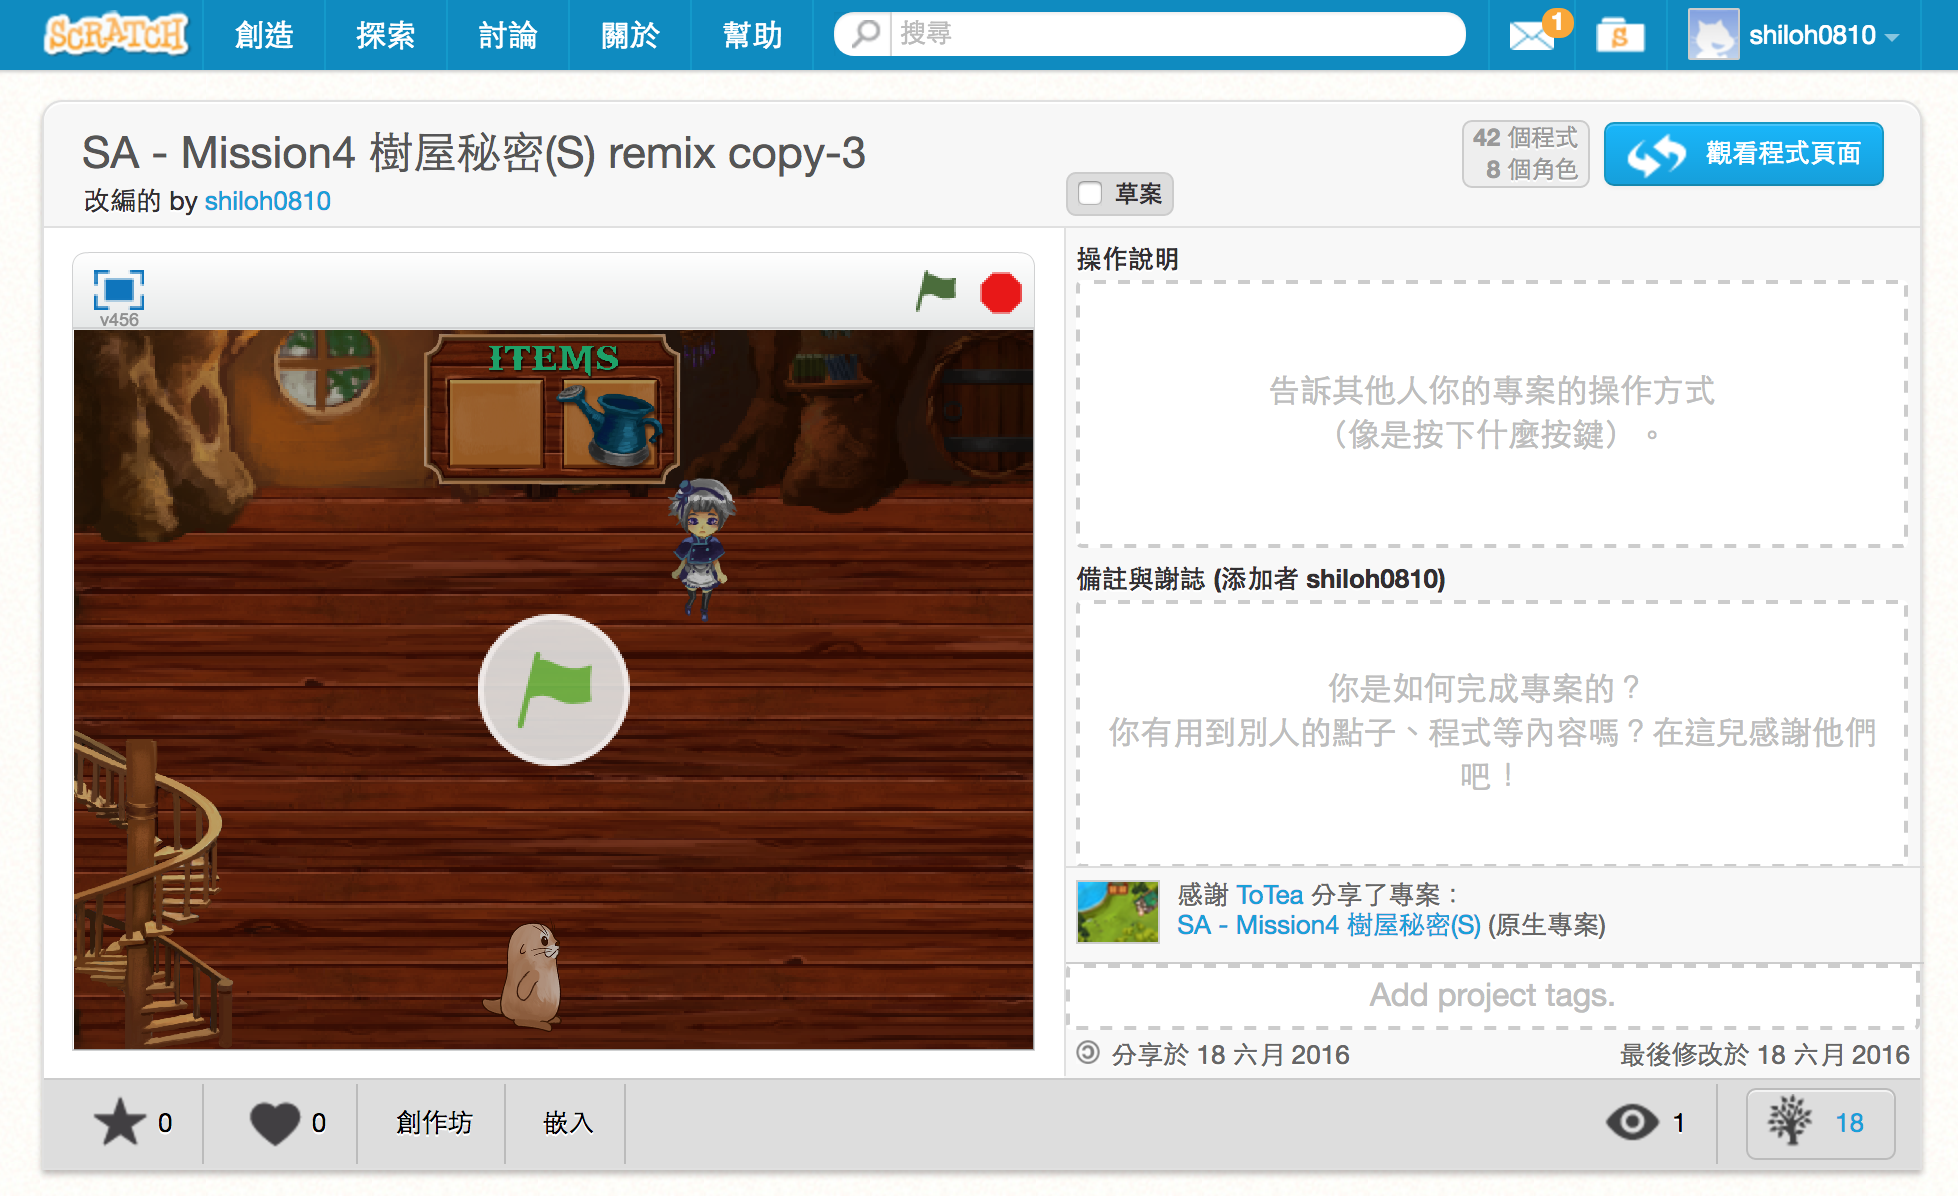 SCRATCH 創造 探索 討論 關於 幫助 搜尋 1 S shiloh0810
SA - Mission4 樹屋秘密(S) remix copy-3
改編的 by shiloh0810
草案
42 個程式
8 個角色
觀看程式頁面
v456
ITEMS
操作說明
告訴其他人你的專案的操作方式
（像是按下什麼按鍵）。
備註與謝誌 (添加者 shiloh0810)
你是如何完成專案的？
你有用到別人的點子、程式等內容嗎？在這兒感謝他們
吧！
感謝 ToTea 分享了專案：
SA - Mission4 樹屋秘密(S) (原生專案)
Add project tags.
分享於 18 六月 2016 最後修改於 18 六月 2016
0 0 創作坊 嵌入 1 18